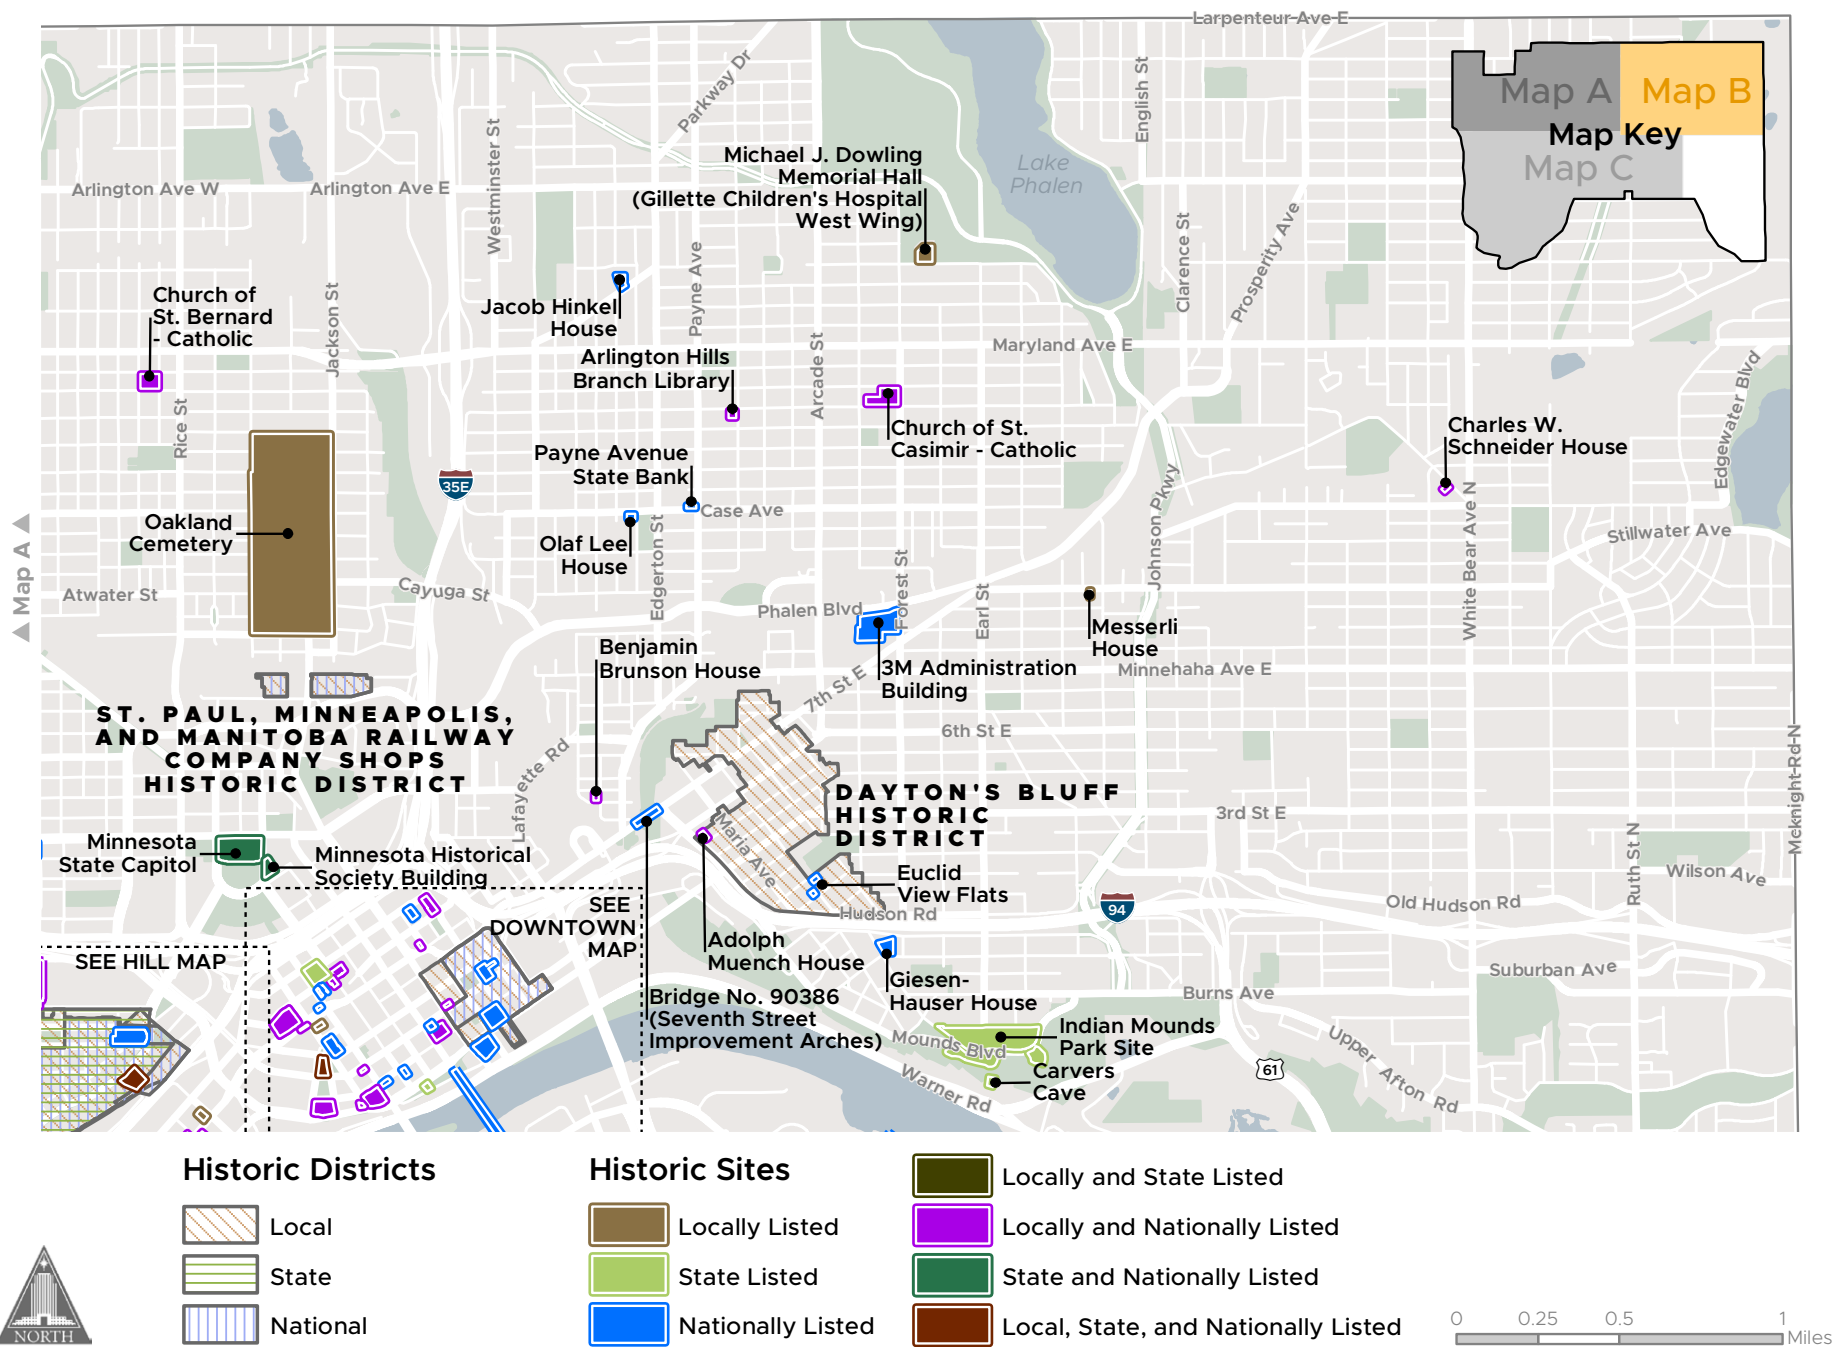 Larpenteur Ave E
Map A
Map B
Map Key
Map C
Parkway Dr
English St
Westminster St
Lake
Phalen
Michael J. Dowling
Memorial Hall
(Gillette Children's Hospital
West Wing)
Arlington Ave W
Arlington Ave E
Clarence St
Prosperity Ave
Payne Ave
Jacob Hinkel
House
Church of
St. Bernard
- Catholic
Jackson St
Maryland Ave E
Arlington Hills
Branch Library
Arcade St
Edgewater Blvd
Rice St
Church of St.
Casimir - Catholic
Charles W.
Schneider House
Payne Avenue
State Bank
35E
Case Ave
Johnson Pkwy
White Bear Ave N
Oakland
Cemetery
Olaf Lee
House
Edgerton St
Stillwater Ave
Map A
Atwater St
Cayuga St
Forest St
Earl St
Phalen Blvd
Messerli
House
Benjamin
Brunson House
3M Administration
Building
Minnehaha Ave E
7th St E
ST. PAUL, MINNEAPOLIS,
AND MANITOBA RAILWAY
COMPANY SHOPS
HISTORIC DISTRICT
6th St E
Lafayette Rd
DAYTON'S BLUFF
HISTORIC
DISTRICT
3rd St E
Mcknight Rd N
Maria Ave
Minnesota
State Capitol
Minnesota Historical
Society Building
Euclid
View Flats
Ruth St N
Wilson Ave
SEE
DOWNTOWN
MAP
Hudson Rd
94
Old Hudson Rd
SEE HILL MAP
Adolph
Muench House
Giesen-
Hauser House
Suburban Ave
Burns Ave
Bridge No. 90386
(Seventh Street
Improvement Arches)
Mounds Blvd
Indian Mounds
Park Site
Carvers
Cave
Warner Rd
61
Upper Afton Rd
Historic Districts
Local
State
National
Historic Sites
Locally Listed
State Listed
Nationally Listed
Locally and State Listed
Locally and Nationally Listed
State and Nationally Listed
Local, State, and Nationally Listed
NORTH
0 0.25 0.5 1
Miles